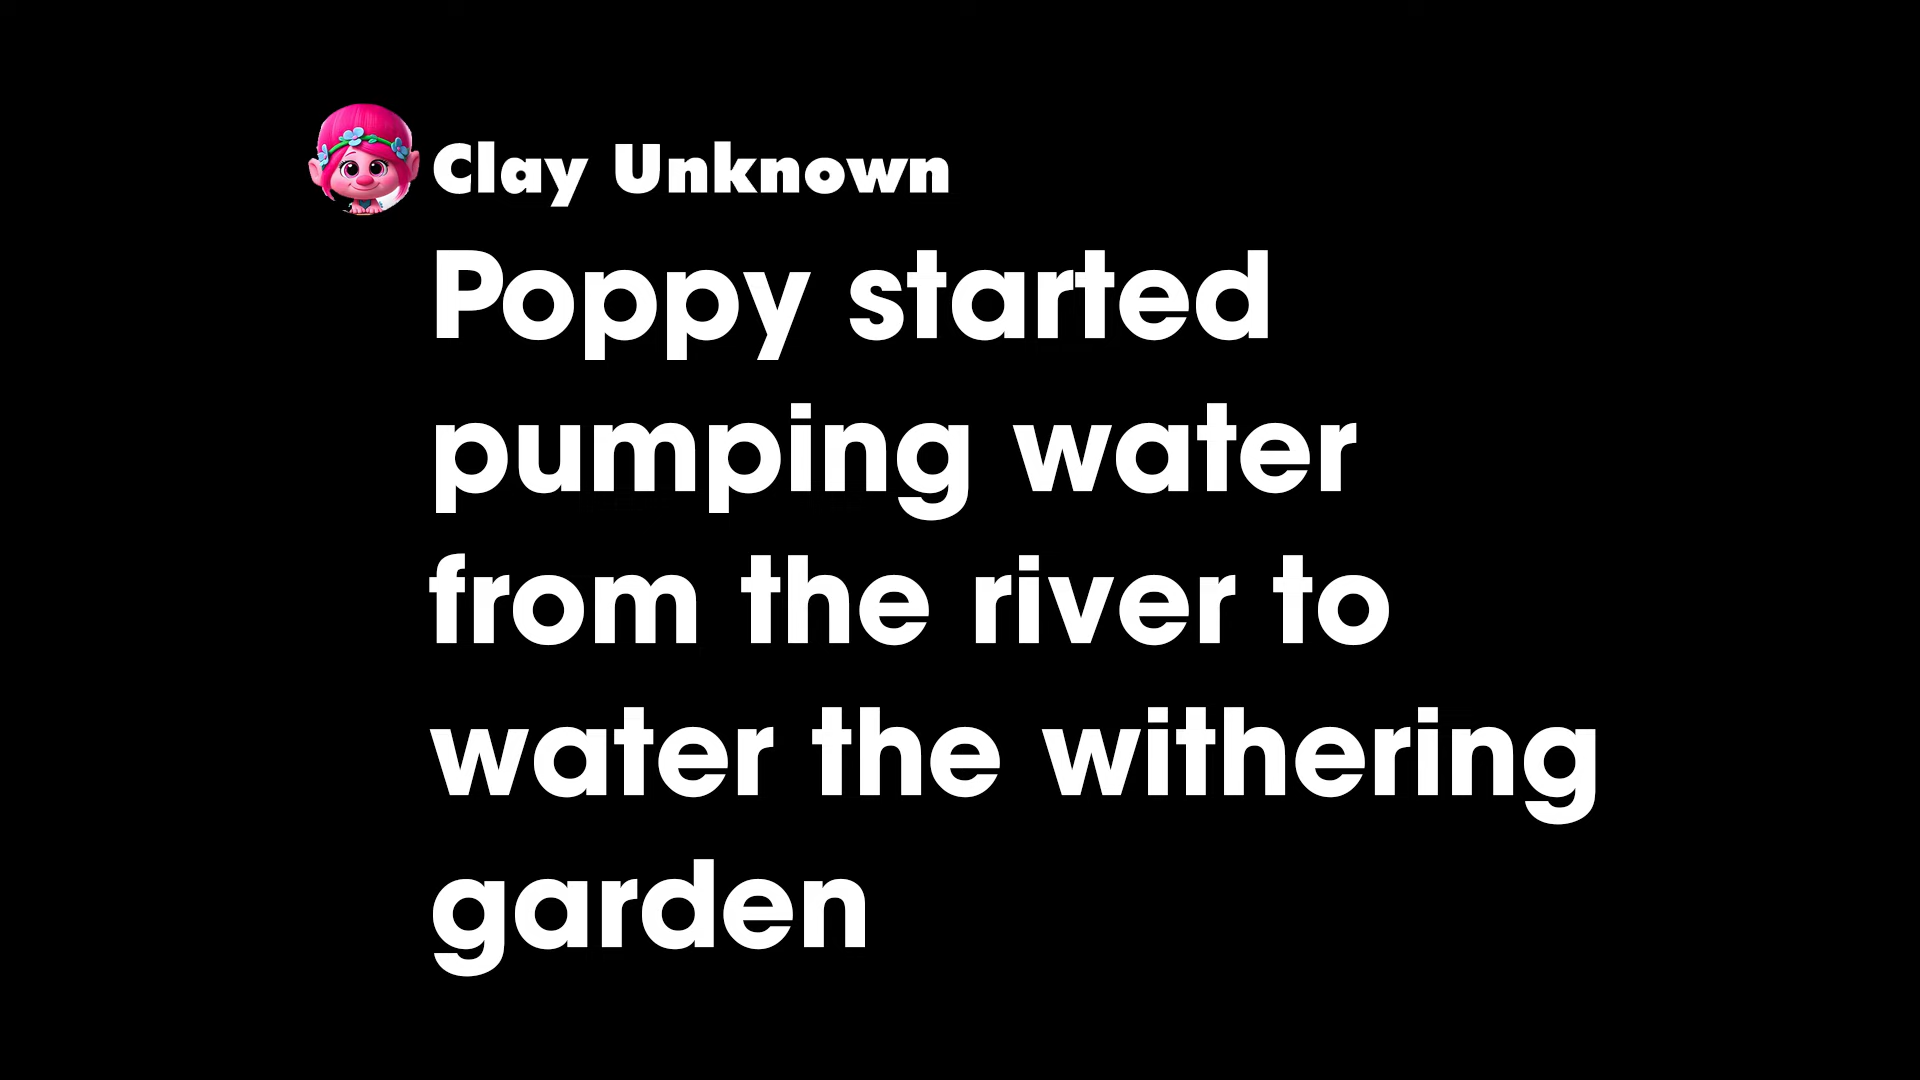 Clay Unknown
Poppy started
pumping water
from the river to
water the withering
garden